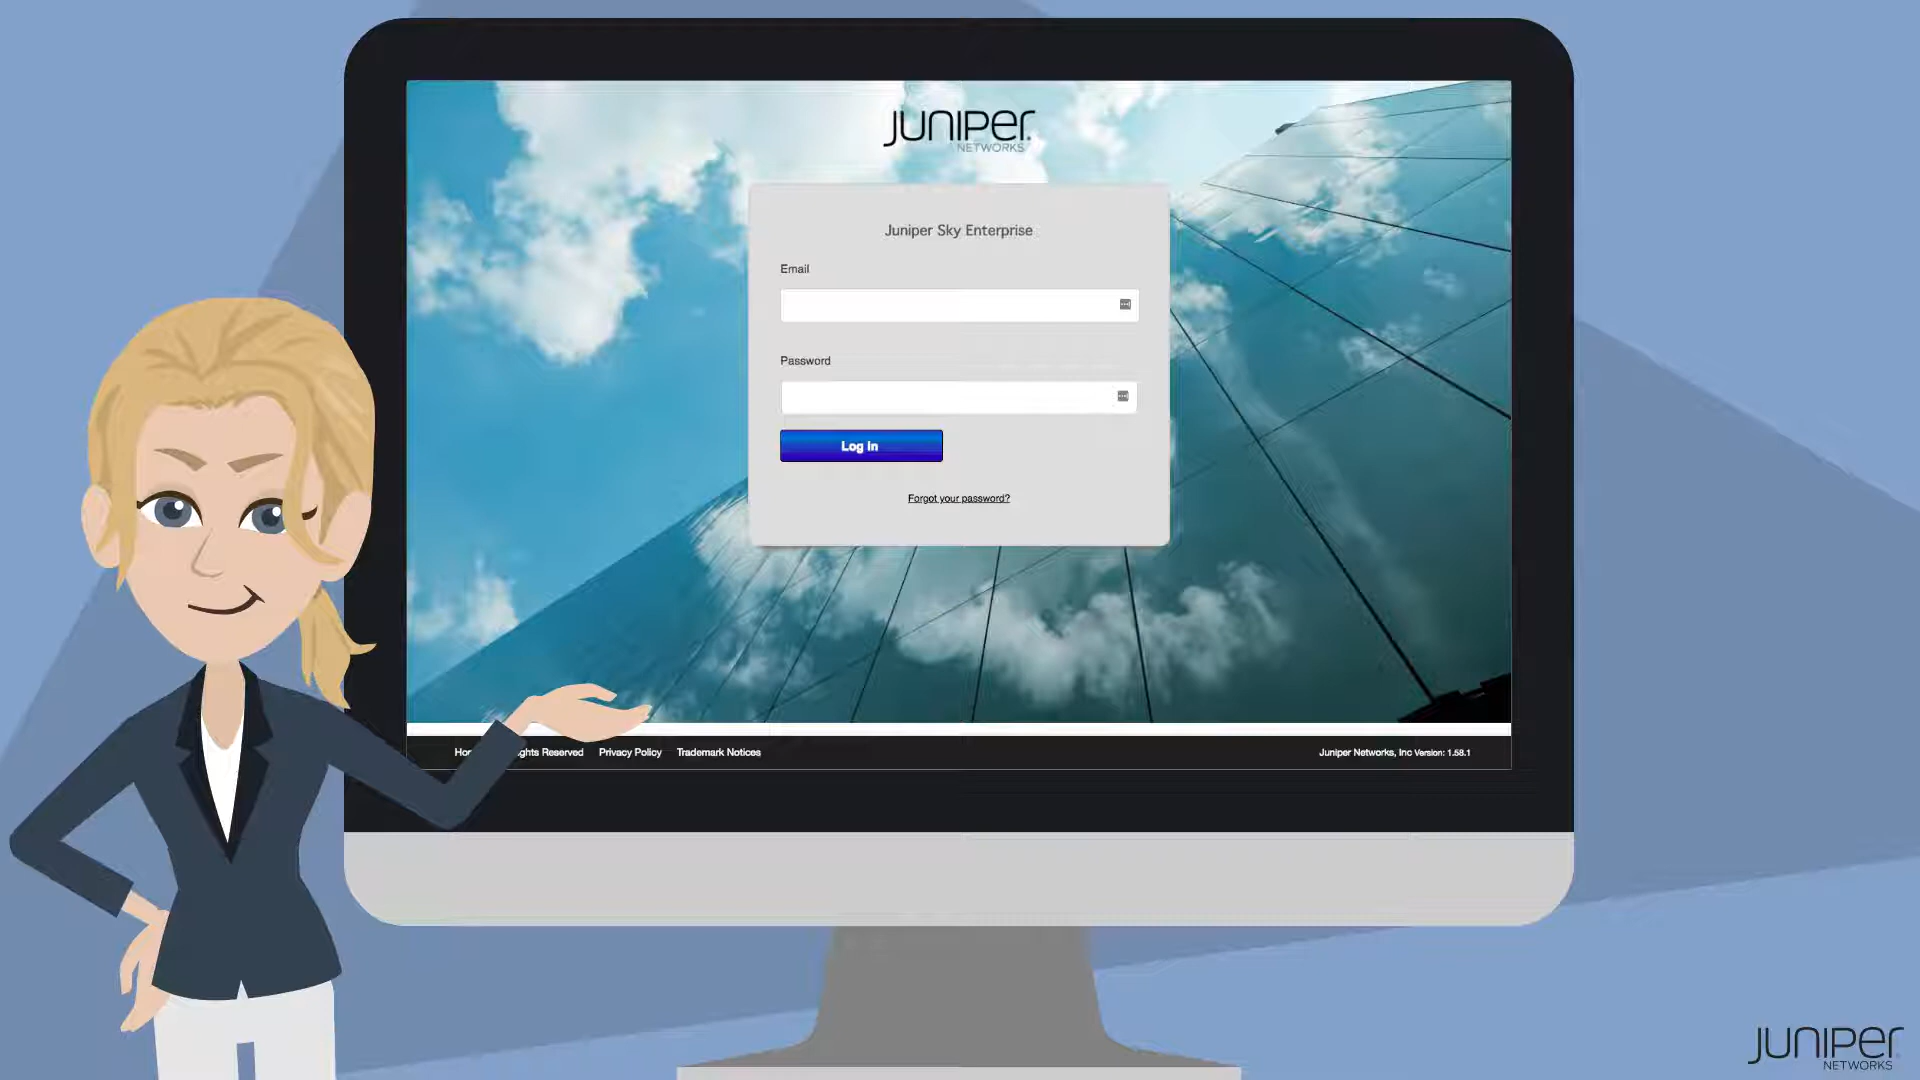 JUNIPer
NETWORKS
Juniper Sky Enterprise
Email
Password
Log In
Forgot your password?
Reserved Privacy Policy Trademark Notices
Juniper Networks, Inc Version: 1.58.1
JUNIPer
NETWORKS